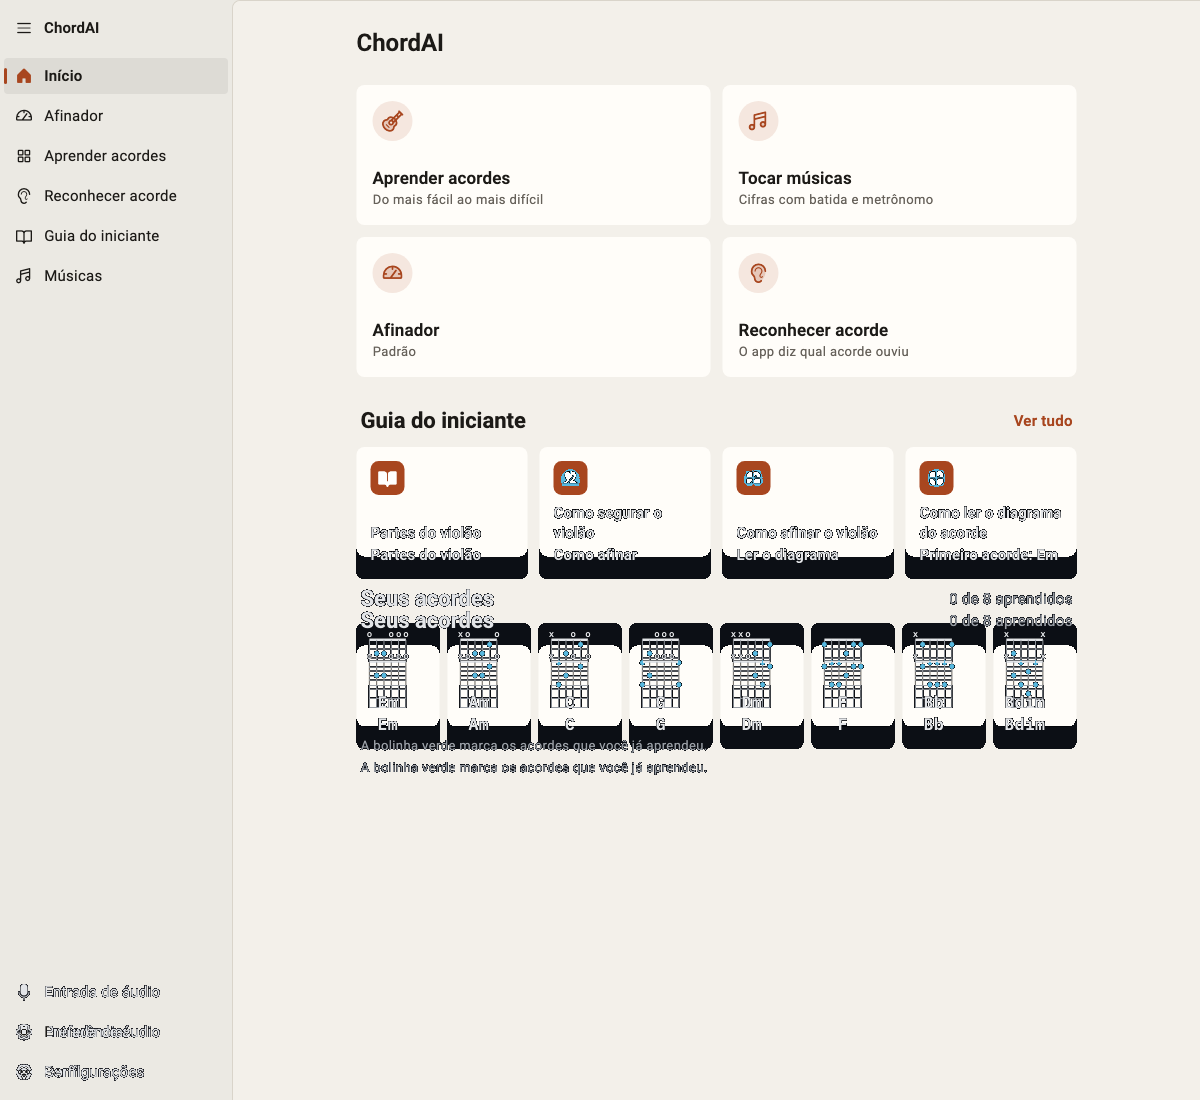 ChordAI
Início
Afinador
Aprender acordes
Reconhecer acorde
Guia do iniciante
Músicas
Entrada de áudio
ChordAI
Aprender acordes
Do mais fácil ao mais difícil
Tocar músicas
Cifras com batida e metrônomo
Afinador
Padrão
Reconhecer acorde
O app diz qual acorde ouviu
Guia do iniciante
Ver tudo
Partes do violão
Partes do violão
Como segurar o
violão
Como afinar
Como afinar o violão
Ler o diagrama
Como ler o diagrama
do acorde
Primeiro acorde: Em
Seus acordes
0 de 8 aprendidos
Seus acordes
0 de 8 aprendidos
o ooo
xo o
x o o
ooo
xxo
x
x x
Em
Am
C
G
Dm
F
Bb
Bdim
A bolinha verde marca os acordes que você já aprendeu.
A bolinha verde marca os acordes que você já aprendeu.